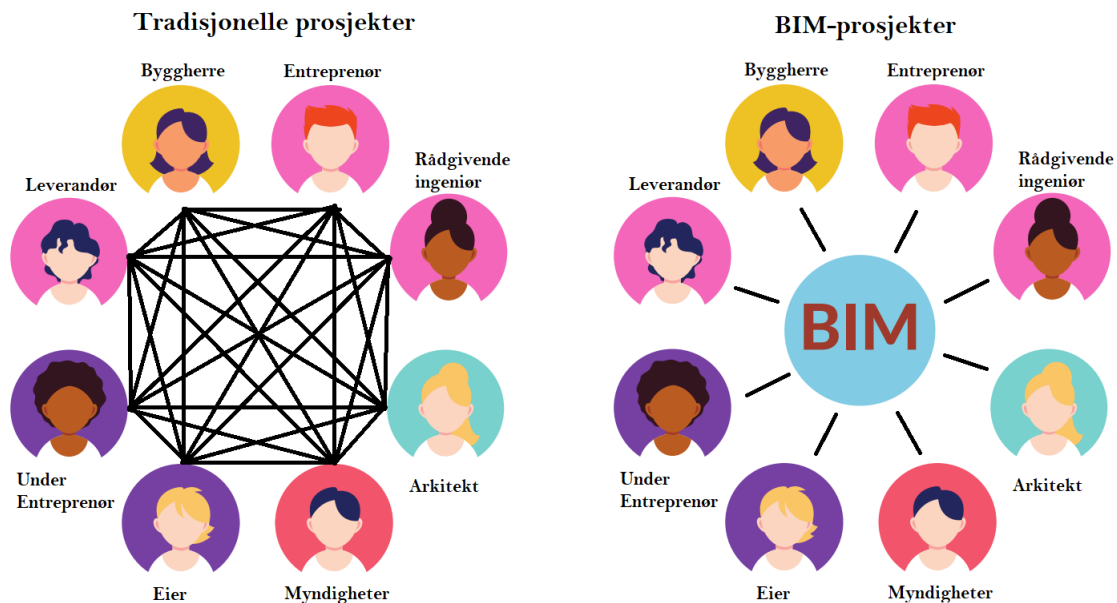 Tradisjonelle prosjekter
Byggherre
Entreprenør
Leverandør
Rådgivende
ingeniør
Under
Entreprenør
Arkitekt
Eier
Myndigheter
BIM-prosjekter
Byggherre
Entreprenør
Leverandør
Rådgivende
ingeniør
BIM
Under
Entreprenør
Arkitekt
Eier
Myndigheter